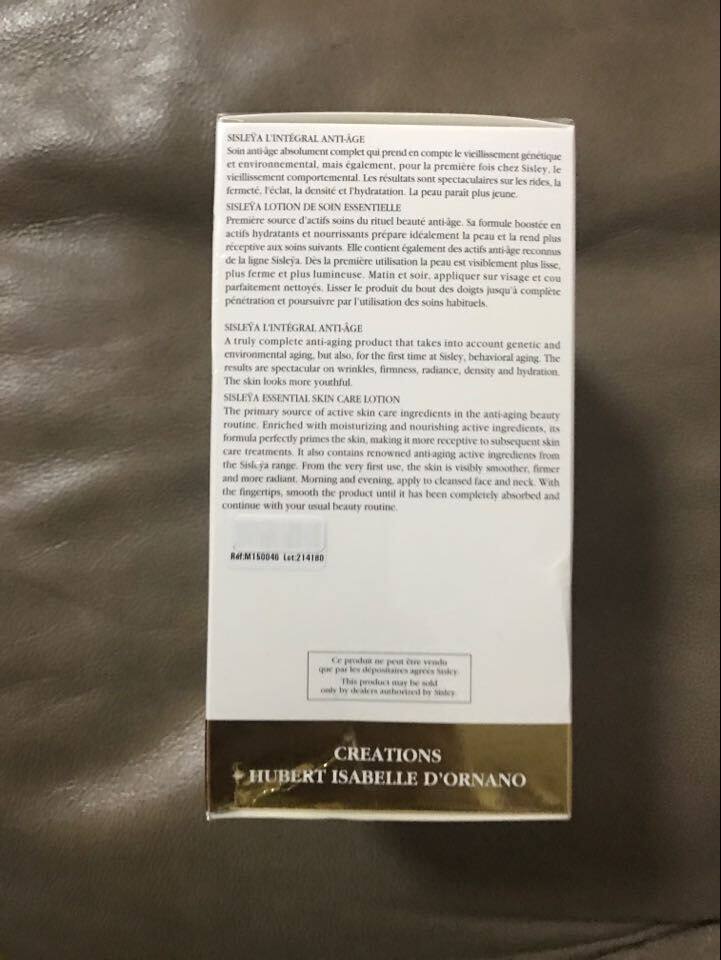 SISLEŸA L'INTÉGRAL ANTI-ÂGE
Soin anti-âge absolument complet qui prend en compte le vieillissement génétique
et environnemental, mais également, pour la première fois chez Sisley, le
vieillissement comportemental. Les résultats sont spectaculaires sur les rides, la
fermeté, l'éclat, la densité et l'hydratation. La peau paraît plus jeune.
SISLEŸA LOTION DE SOIN ESSENTIELLE
Première source d'actifs soins du rituel beauté anti-âge. Sa formule boostée en
actifs hydratants et nourrissants prépare idéalement la peau et la rend plus
réceptive aux soins suivants. Elle contient également des actifs anti-âge reconnus
de la ligne Sisleÿa. Dès la première utilisation la peau est visiblement plus lisse,
plus ferme et plus lumineuse. Matin et soir, appliquer sur visage et cou
parfaitement nettoyés. Lisser le produit du bout des doigts jusqu'à complète
pénétration et poursuivre par l'utilisation des soins habituels.
SISLEŸA L'INTÉGRAL ANTI-ÂGE
A truly complete anti-aging product that takes into account genetic and
environmental aging, but also, for the first time at Sisley, behavioral aging. The
results are spectacular on wrinkles, firmness, radiance, density and hydration.
The skin looks more youthful.
SISLEŸA ESSENTIAL SKIN CARE LOTION
The primary source of active skin care ingredients in the anti-aging beauty
routine. Enriched with moisturizing and nourishing active ingredients, its
formula perfectly primes the skin, making it more receptive to subsequent skin
care treatments. It also contains renowned anti-aging active ingredients from
the Sisleÿa range. From the very first use, the skin is visibly smoother, firmer
and more radiant. Morning and evening, apply to cleansed face and neck. With
the fingertips, smooth the product until it has been completely absorbed and
continue with your usual beauty routine.
Réf:M150046 Lot:214180
Ce produit ne peut être vendu
que par les dépositaires agréés Sisley.
This product may be sold
only by dealers authorized by Sisley.
CREATIONS
HUBERT ISABELLE D'ORNANO